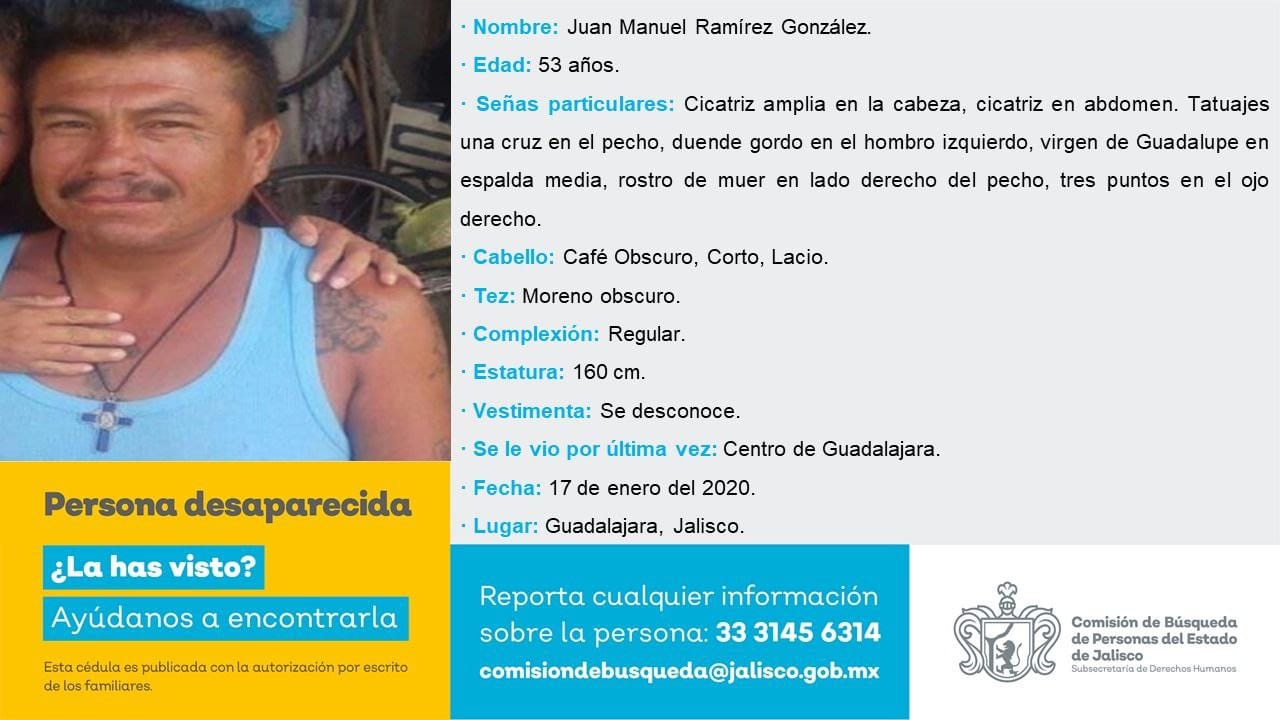 · Nombre: Juan Manuel Ramírez González.
· Edad: 53 años.
· Señas particulares: Cicatriz amplia en la cabeza, cicatriz en abdomen. Tatuajes
una cruz en el pecho, duende gordo en el hombro izquierdo, virgen de Guadalupe en
espalda media, rostro de muer en lado derecho del pecho, tres puntos en el ojo
derecho.
· Cabello: Café Obscuro, Corto, Lacio.
· Tez: Moreno obscuro.
· Complexión: Regular.
· Estatura: 160 cm.
· Vestimenta: Se desconoce.
· Se le vio por última vez: Centro de Guadalajara.
· Fecha: 17 de enero del 2020.
· Lugar: Guadalajara, Jalisco.
Persona desaparecida
¿La has visto?
Ayúdanos a encontrarla
Esta cédula es publicada con la autorización por escrito
de los familiares.
Reporta cualquier información
sobre la persona: 33 3145 6314
comisiondebusqueda@jalisco.gob.mx
Comisión de Búsqueda
de Personas del Estado
de Jalisco
Subsecretaría de Derechos Humanos